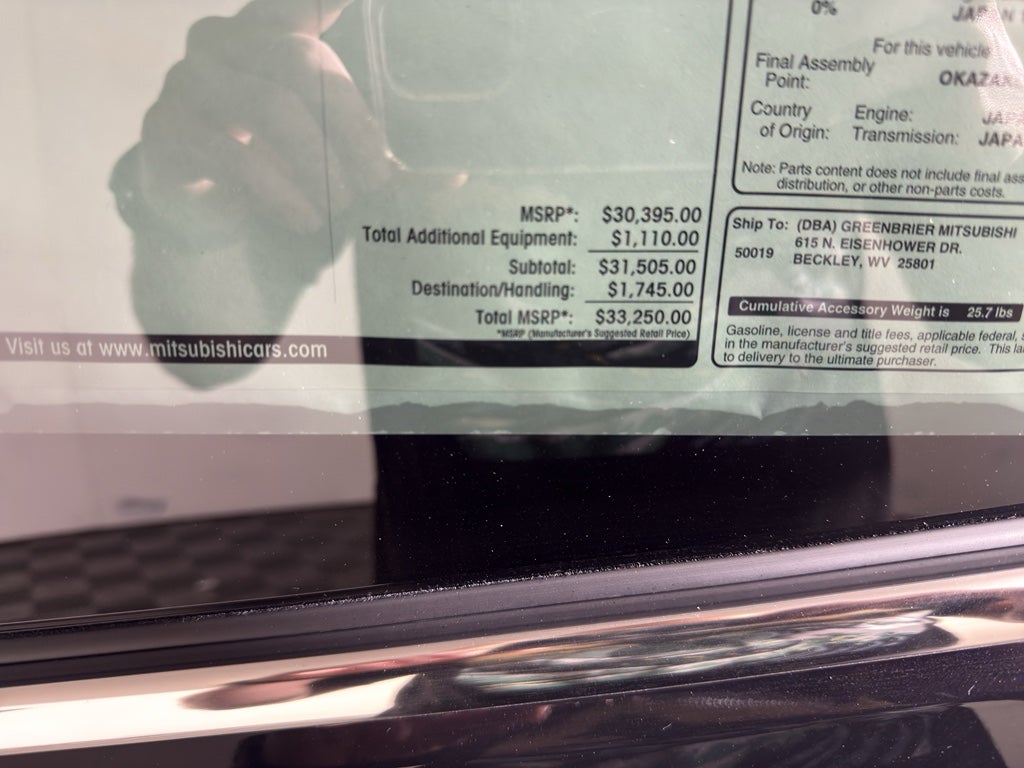 0%
For this vehicle
Final Assembly
Point:
Country
of Origin:
Engine:
Transmission:
Note: Parts content does not include final
distribution, or other non-parts costs.
MSRP*: $30,395.00
Total Additional Equipment: $1,110.00
Subtotal: $31,505.00
Destination/Handling: $1,745.00
Total MSRP*: $33,250.00
*MSRP (Manufacturer's Suggested Retail Price)
Visit us at www.mitsubishicars.com
Ship To: (DBA) GREENBRIER MITSUBISHI
50019 615 N. EISENHOWER DR.
BECKLEY, WV 25801
Cumulative Accessory Weight is 25.7 lbs
Gasoline, license and title fees, applicable federal,
in the manufacturer's suggested retail price. This
to delivery to the ultimate purchaser.